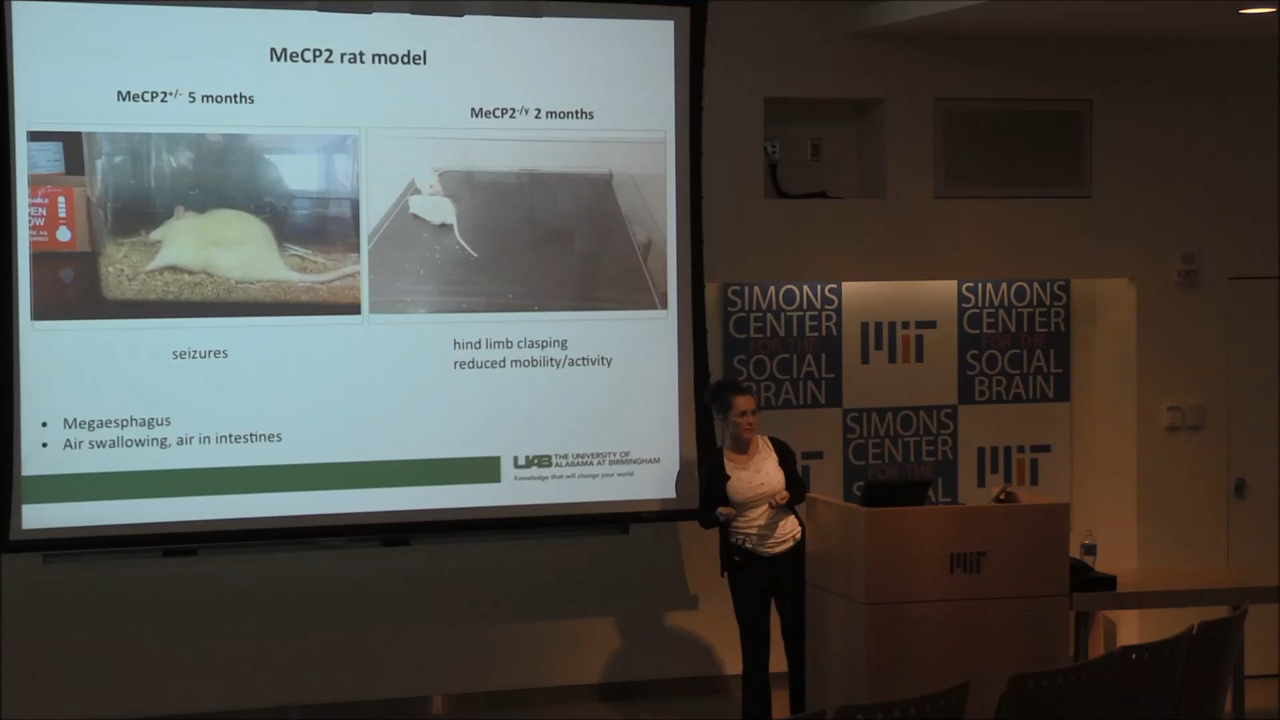 MeCP2 rat model
MeCP2+/- 5 months
MeCP2-/y 2 months
seizures
hind limb clasping
reduced mobility/activity
• Megaesphagus
• Air swallowing, air in intestines
UAB THE UNIVERSITY OF
ALABAMA AT BIRMINGHAM
Knowledge that will change your world
SIMONS
CENTER
FOR THE
SOCIAL
BRAIN
MIT
SIMONS
CENTER
FOR THE
SOCIAL
BRAIN
SIMONS
CENTER
FOR THE
SOCIAL
MIT
MIT